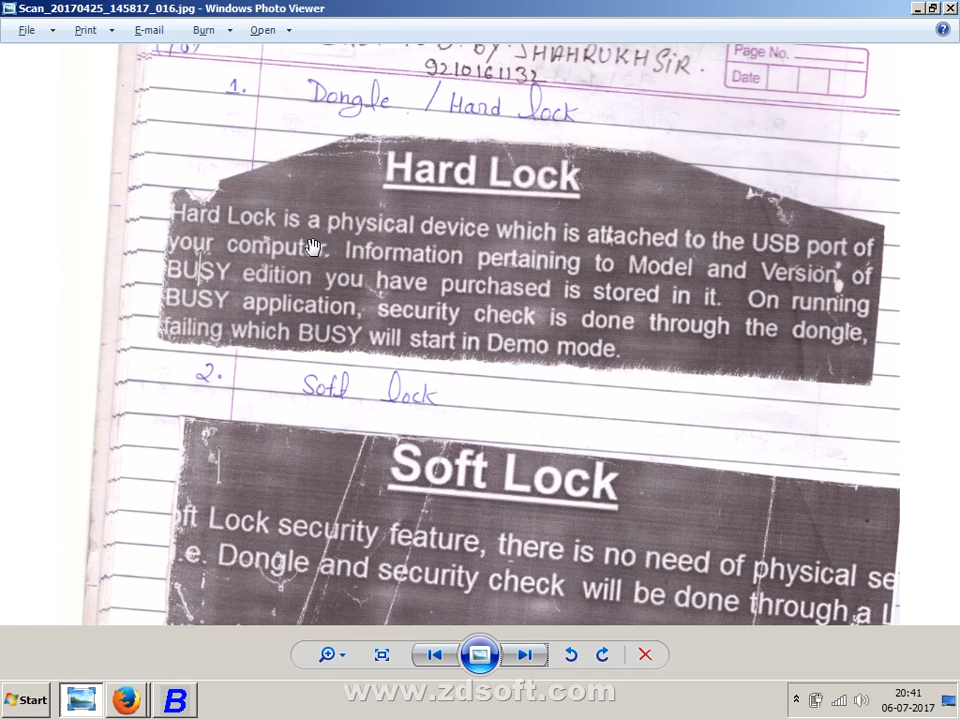 Scan_20170425_145817_016.jpg - Windows Photo Viewer
File Print E-mail Burn Open
BY. SHAHRUKH SIR.
9210161132
Page No.
Date
1. Dongle / Hard lock
Hard Lock
Hard Lock is a physical device which is attached to the USB port of
your computer. Information pertaining to Model and Version of
BUSY edition you have purchased is stored in it. On running
BUSY application, security check is done through the dongle,
failing which BUSY will start in Demo mode.
2. Soft lock
Soft Lock
oft Lock security feature, there is no need of physical se
.e. Dongle and security check will be done through a L
Start
B
www.zdsoft.com
20:41
06-07-2017